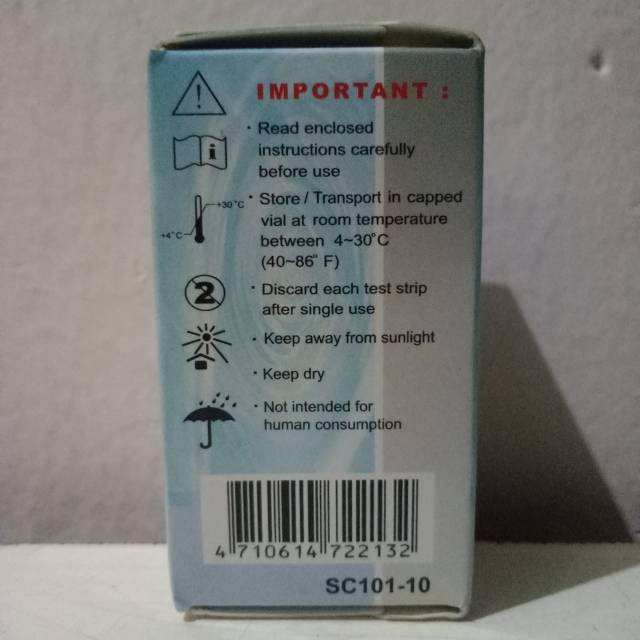 IMPORTANT :
· Read enclosed
instructions carefully
before use
· Store / Transport in capped
vial at room temperature
between 4~30°C
(40~86° F)
+30°C
+4°C
· Discard each test strip
after single use
2
· Keep away from sunlight
· Keep dry
· Not intended for
human consumption
4 710614 722132
SC101-10